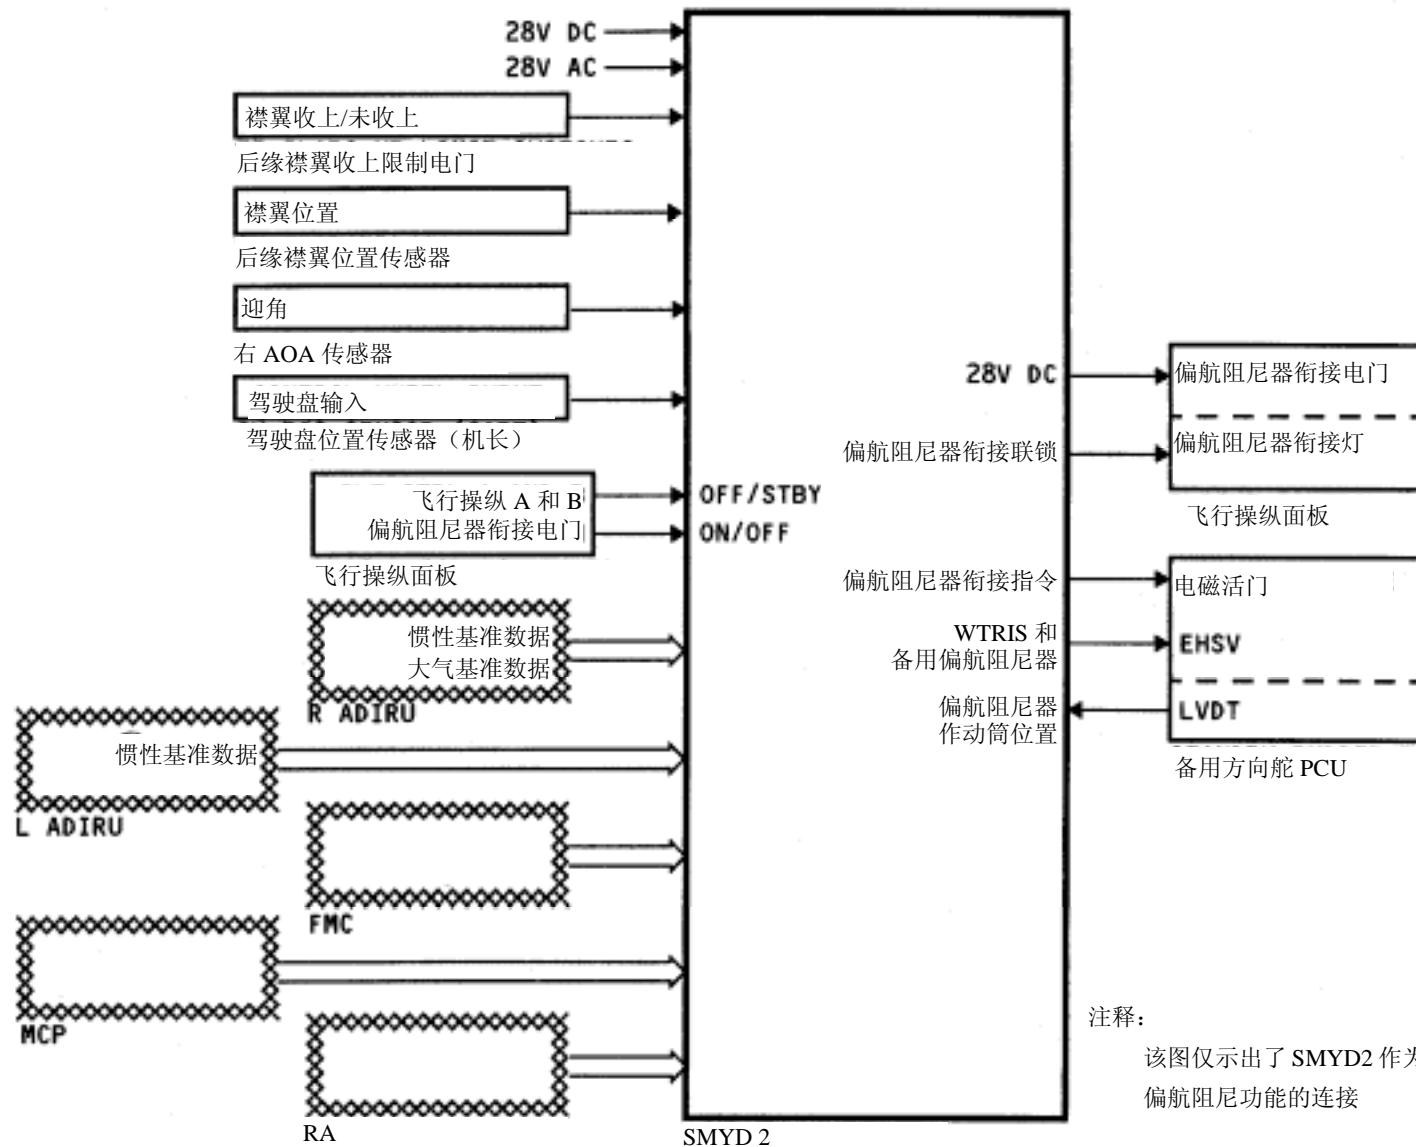 28V DC
28V AC
襟翼收上/未收上
后缘襟翼收上限制电门
襟翼位置
后缘襟翼位置传感器
迎角
右 AOA 传感器
驾驶盘输入
驾驶盘位置传感器（机长）
飞行操纵 A 和 B
偏航阻尼器衔接电门
飞行操纵面板
OFF/STBY
ON/OFF
惯性基准数据
大气基准数据
R ADIRU
惯性基准数据
L ADIRU
FMC
MCP
RA
SMYD 2
28V DC
偏航阻尼器衔接联锁
偏航阻尼器衔接指令
WTRIS 和
备用偏航阻尼器
偏航阻尼器
作动筒位置
偏航阻尼器衔接电门
偏航阻尼器衔接灯
飞行操纵面板
电磁活门
EHSV
LVDT
备用方向舵 PCU
注释：
该图仅示出了 SMYD2 作为
偏航阻尼功能的连接